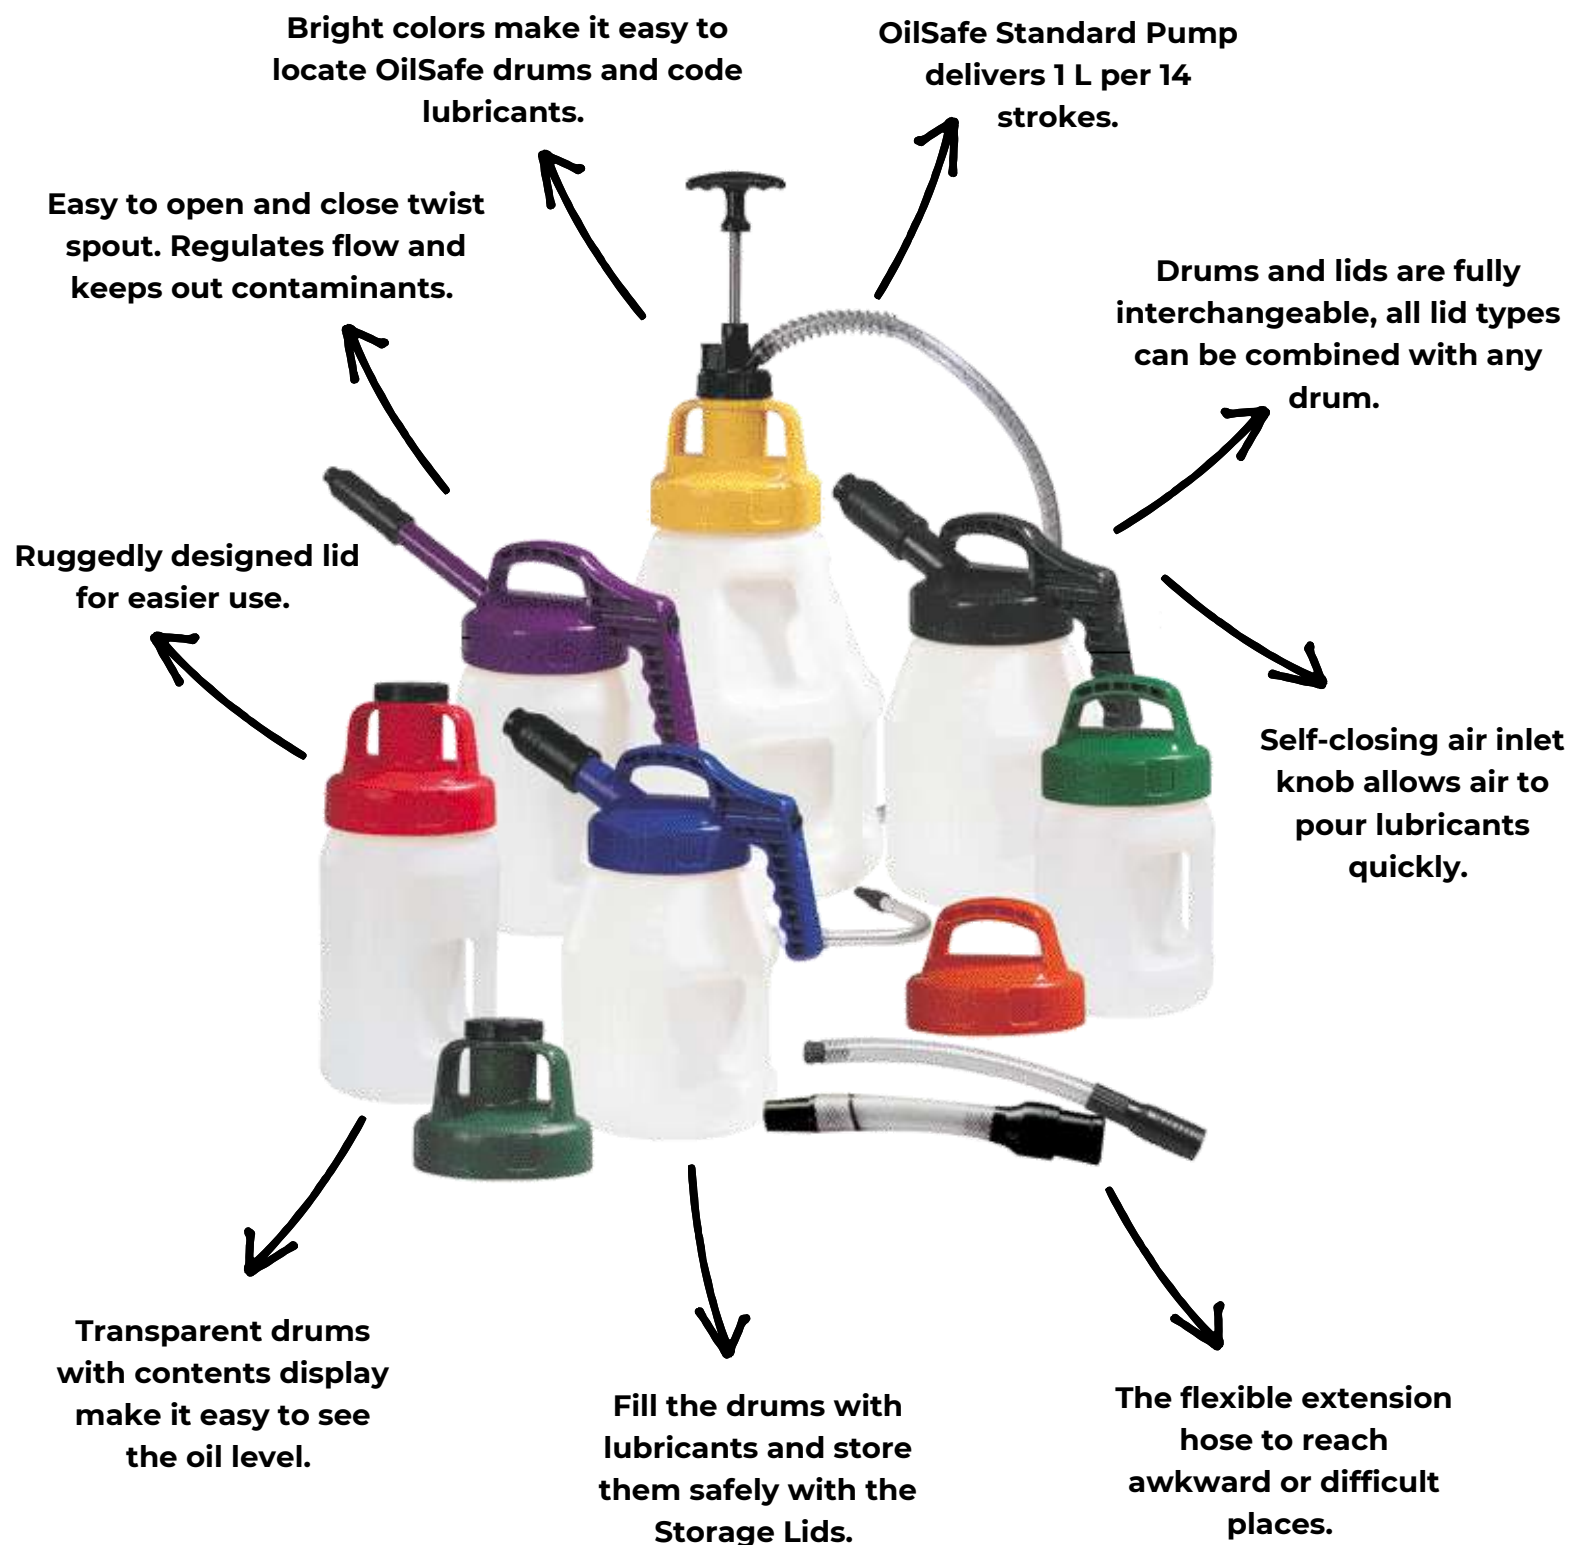 Bright colors make it easy to
locate OilSafe drums and code
lubricants.
OilSafe Standard Pump
delivers 1 L per 14
strokes.
Easy to open and close twist
spout. Regulates flow and
keeps out contaminants.
Drums and lids are fully
interchangeable, all lid types
can be combined with any
drum.
Ruggedly designed lid
for easier use.
Self-closing air inlet
knob allows air to
pour lubricants
quickly.
Transparent drums
with contents display
make it easy to see
the oil level.
Fill the drums with
lubricants and store
them safely with the
Storage Lids.
The flexible extension
hose to reach
awkward or difficult
places.